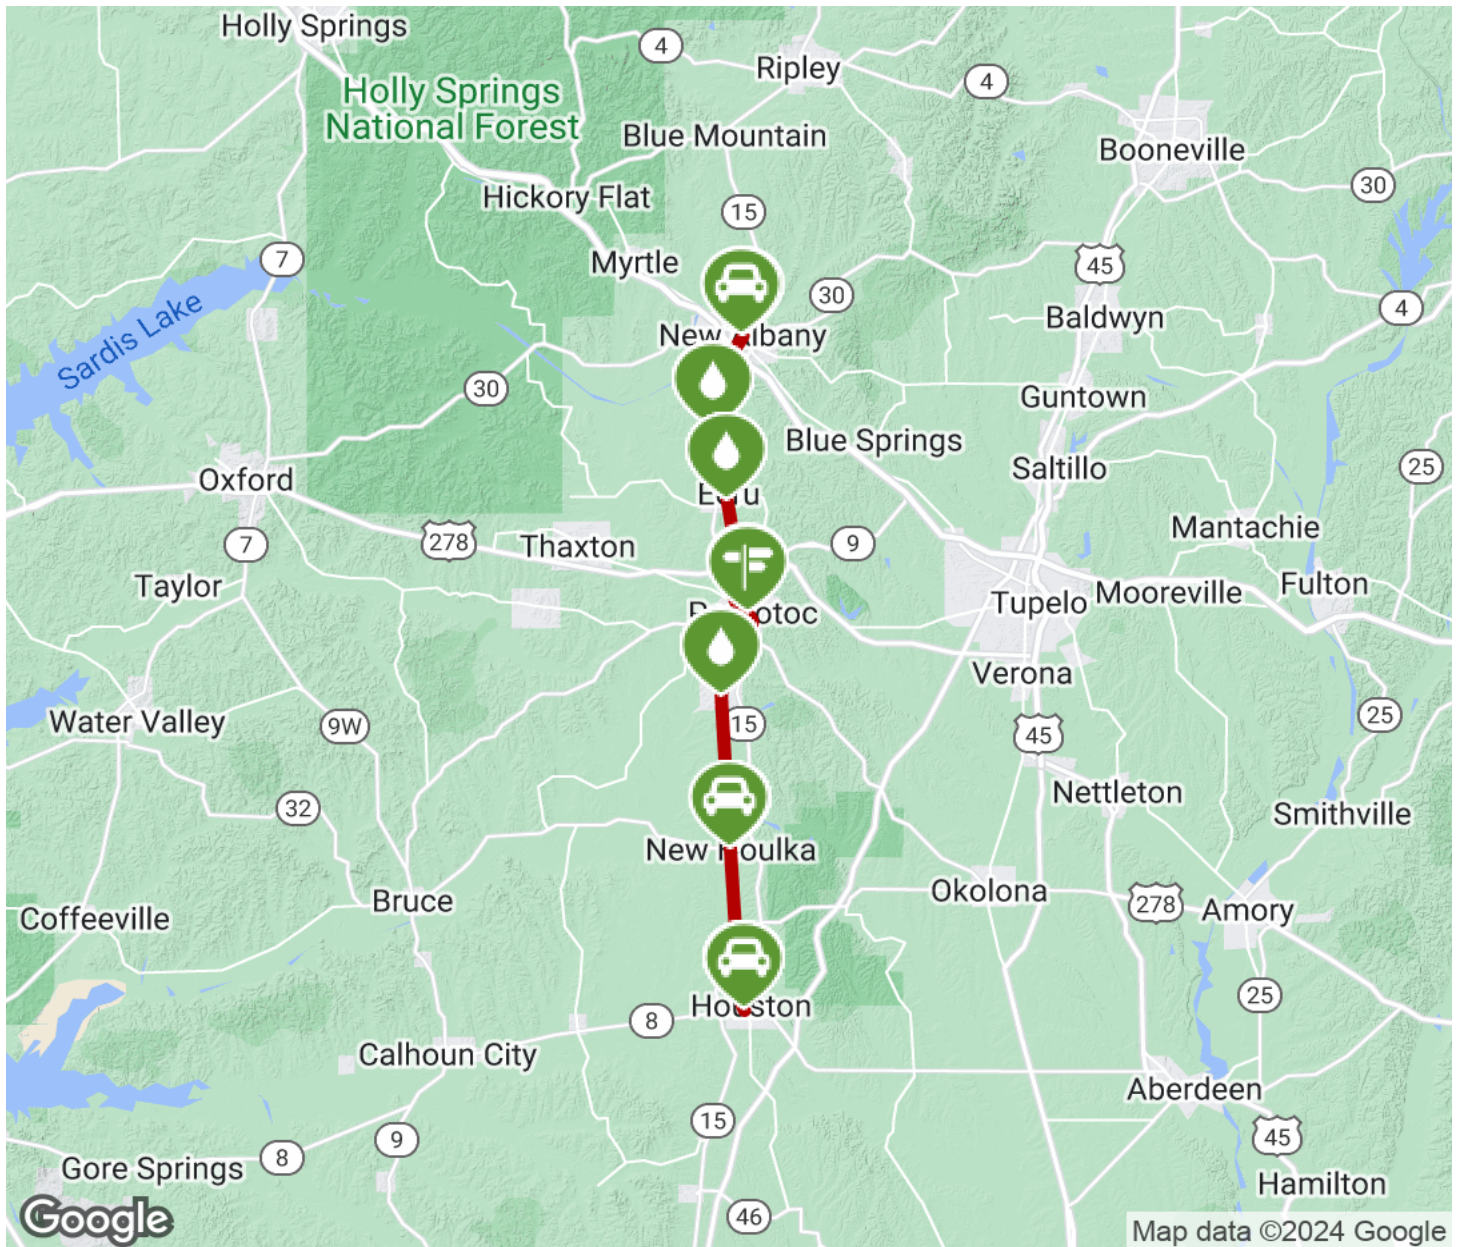 Holly Springs
4
Ripley
4
Holly Springs
National Forest
Blue Mountain
Booneville
30
Hickory Flat
15
7
Myrtle
45
30
4
Sardis Lake
Baldwyn
New
30
Guntown
Blue Springs
Saltillo
25
Oxford
Mantachie
7
278
Thaxton
9
Taylor
Tupelo
Mooreville
Fulton
Verona
Water Valley
9W
15
45
25
Nettleton
32
Smithville
New
Bruce
Okolona
278
Amory
Coffeeville
25
Houston
8
Calhoun City
Aberdeen
15
9
45
Gore Springs
8
Hamilton
46
Google
Map data ©2024 Google